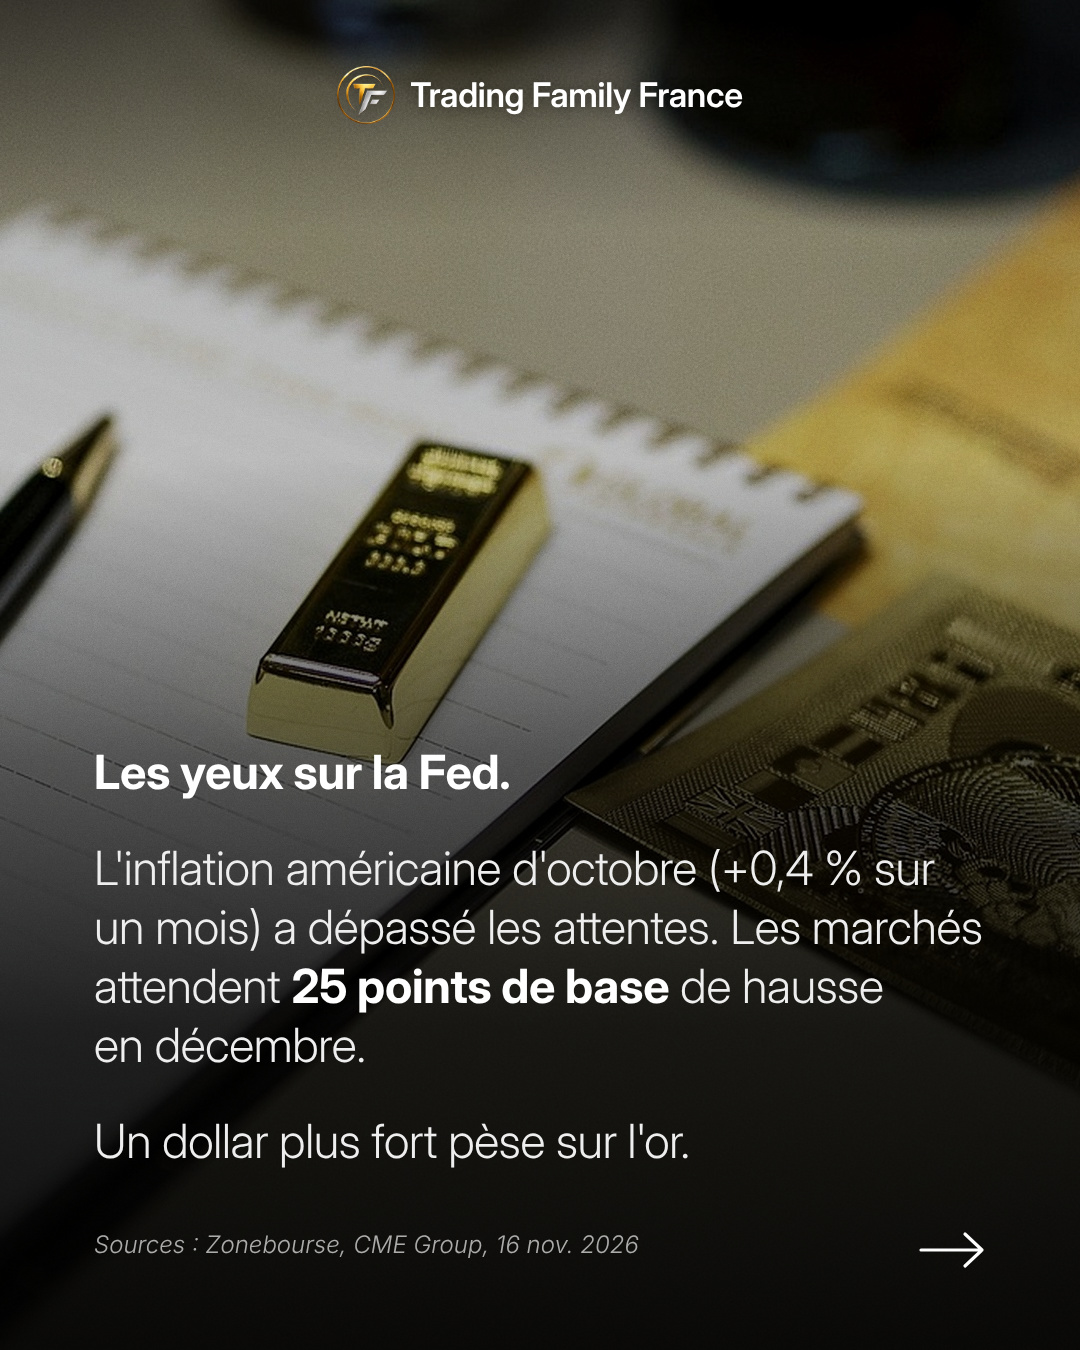 Trading Family France
Les yeux sur la Fed.
L'inflation américaine d'octobre (+0,4 % sur
un mois) a dépassé les attentes. Les marchés
attendent 25 points de base de hausse
en décembre.
Un dollar plus fort pèse sur l'or.
Sources : Zonebourse, CME Group, 16 nov. 2026